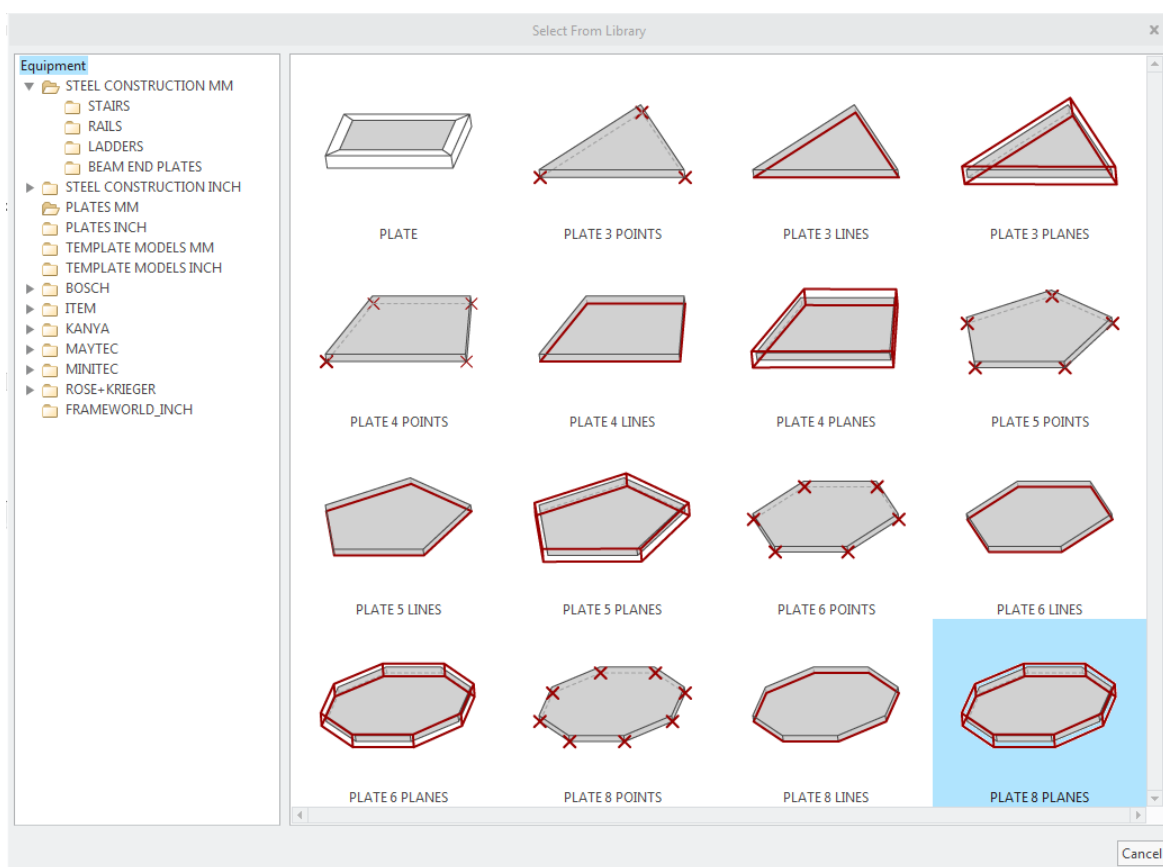 Select From Library
Equipment
STEEL CONSTRUCTION MM
STAIRS
RAILS
LADDERS
BEAM END PLATES
STEEL CONSTRUCTION INCH
PLATES MM
PLATES INCH
TEMPLATE MODELS MM
TEMPLATE MODELS INCH
BOSCH
ITEM
KANYA
MAYTEC
MINITEC
ROSE+KRIEGER
FRAMEWORLD_INCH
PLATE
PLATE 3 POINTS
PLATE 3 LINES
PLATE 3 PLANES
PLATE 4 POINTS
PLATE 4 LINES
PLATE 4 PLANES
PLATE 5 POINTS
PLATE 5 LINES
PLATE 5 PLANES
PLATE 6 POINTS
PLATE 6 LINES
PLATE 6 PLANES
PLATE 8 POINTS
PLATE 8 LINES
PLATE 8 PLANES
Cancel